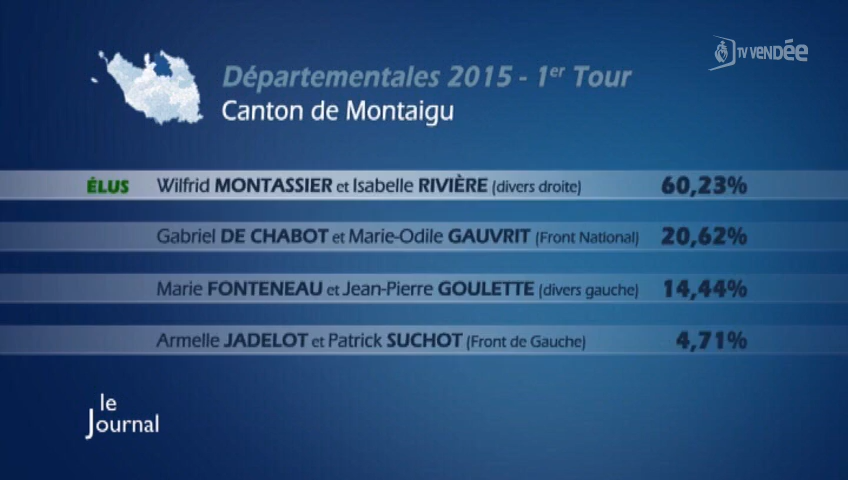 TV VENDÉE
Départementales 2015 - 1er Tour
Canton de Montaigu
ÉLUS Wilfrid MONTASSIER et Isabelle RIVIÈRE (divers droite) 60,23%
Gabriel DE CHABOT et Marie-Odile GAUVRIT (Front National) 20,62%
Marie FONTENEAU et Jean-Pierre GOULETTE (divers gauche) 14,44%
Armelle JADELOT et Patrick SUCHOT (Front de Gauche) 4,71%
le
Journal